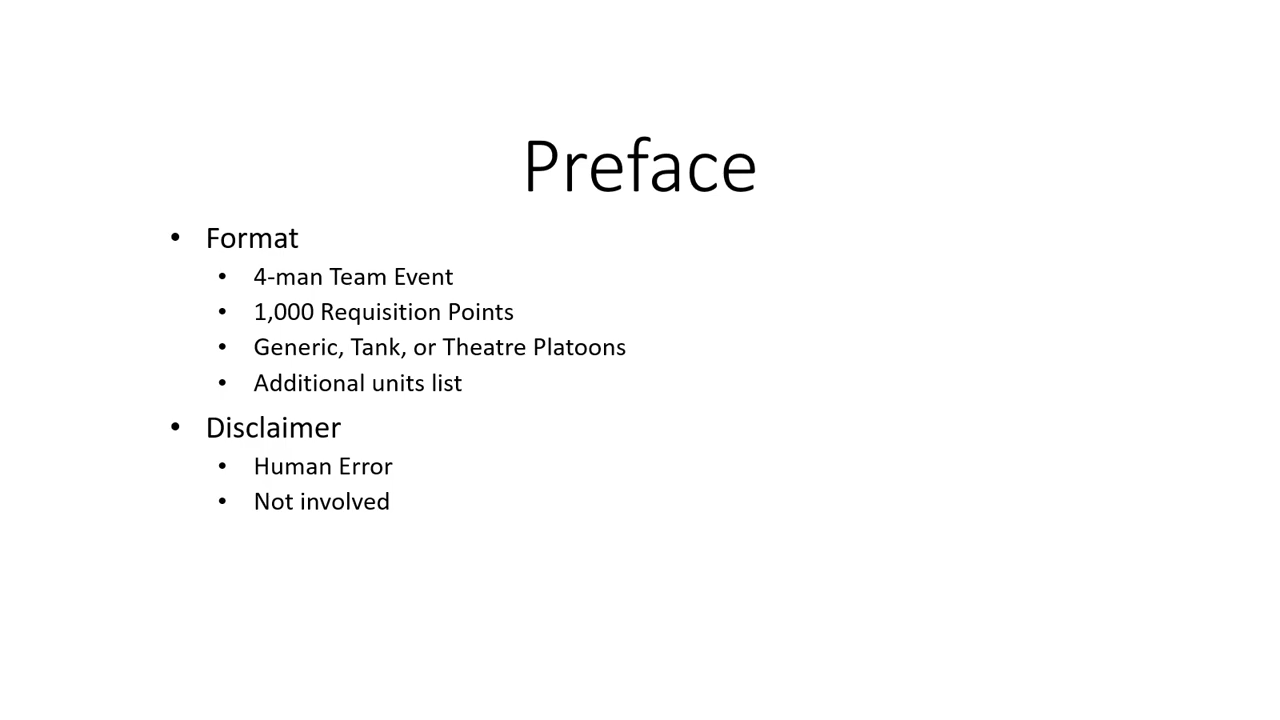 Preface
• Format
• 4-man Team Event
• 1,000 Requisition Points
• Generic, Tank, or Theatre Platoons
• Additional units list
• Disclaimer
• Human Error
• Not involved